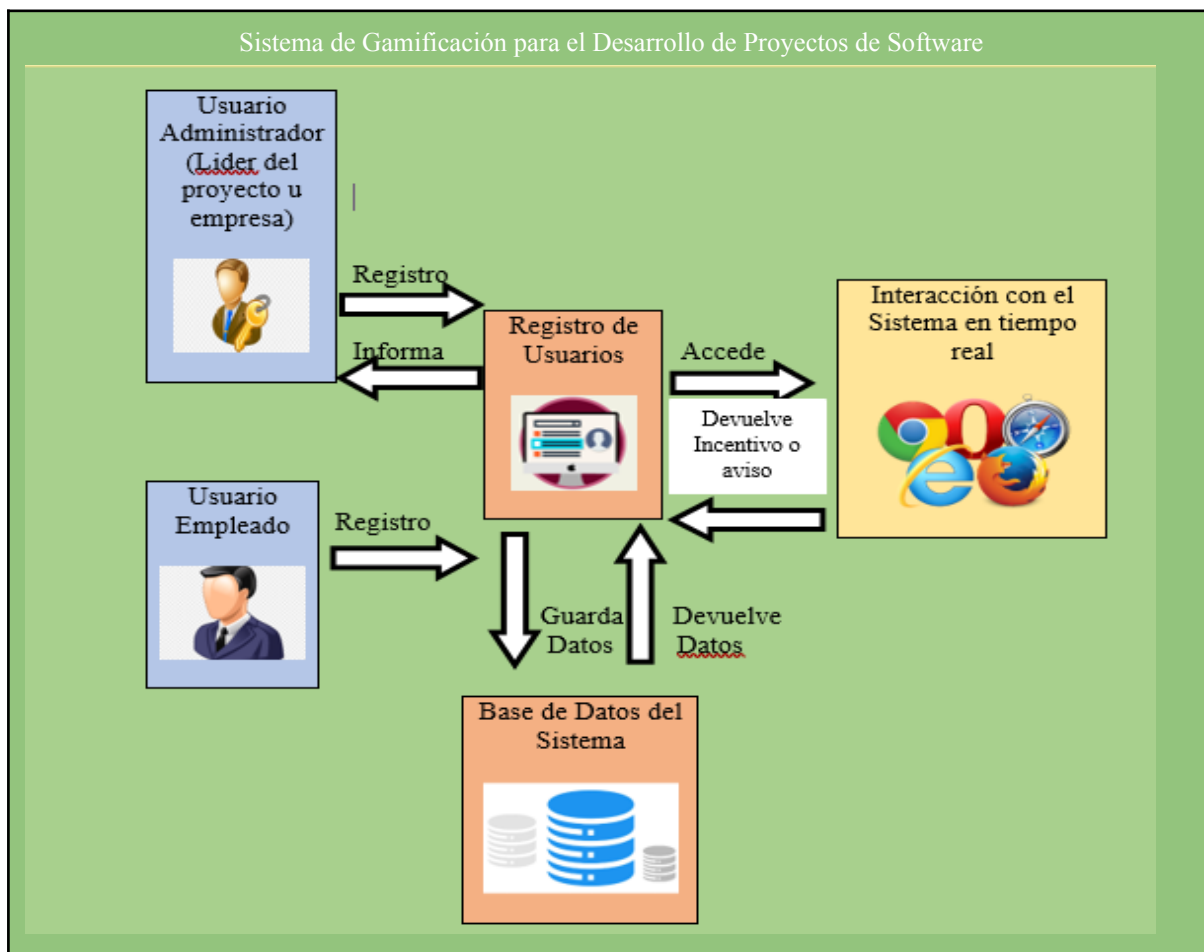 Sistema de Gamificación para el Desarrollo de Proyectos de Software
Usuario
Administrador
(Lider del
proyecto u
empresa)
Registro
Informa
Registro de
Usuarios
Accede
Devuelve
Incentivo o
aviso
Interacción con el
Sistema en tiempo
real
Usuario
Empleado
Registro
Guarda
Datos
Devuelve
Datos
Base de Datos del
Sistema